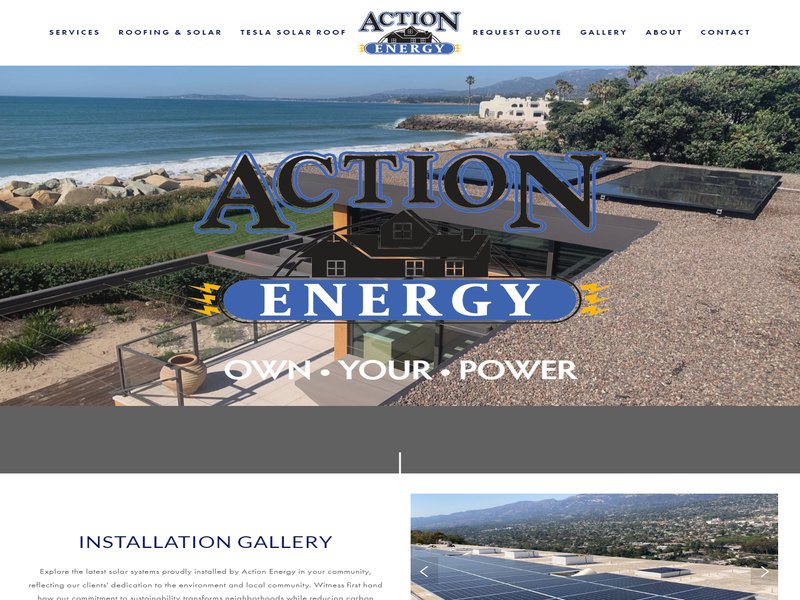 SERVICES ROOFING & SOLAR TESLA SOLAR ROOF ACTION ENERGY REQUEST QUOTE GALLERY ABOUT CONTACT
ACTION
ENERGY
OWN • YOUR • POWER
INSTALLATION GALLERY
Explore the latest solar systems proudly installed by Action Energy in your community,
reflecting our clients' dedication to the environment and local community. Witness first hand
how our commitment to sustainability transforms neighborhoods while reducing carbon